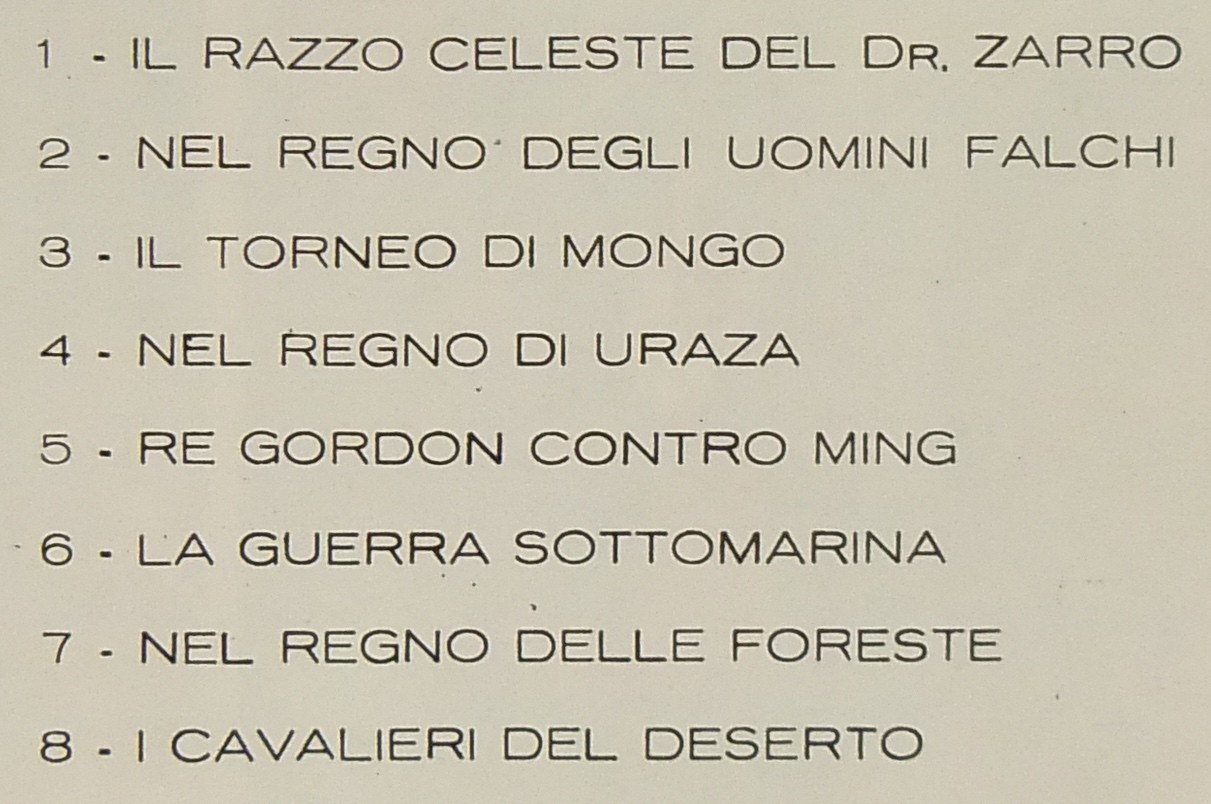 1 - IL RAZZO CELESTE DEL DR. ZARRO
2 - NEL REGNO DEGLI UOMINI FALCHI
3 - IL TORNEO DI MONGO
4 - NEL REGNO DI URAZA
5 - RE GORDON CONTRO MING
6 - LA GUERRA SOTTOMARINA
7 - NEL REGNO DELLE FORESTE
8 - I CAVALIERI DEL DESERTO